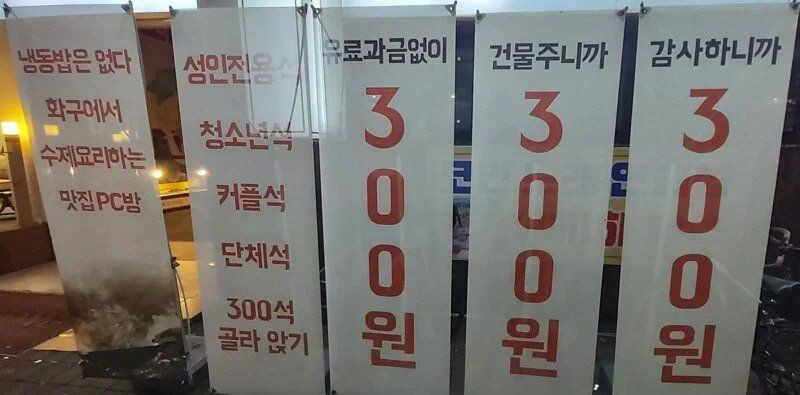 냉동밥은 없다
화구에서
수제요리하는
맛집 PC방
성인전용석
청소년석
커플석
단체석
300석
골라 앉기
유료과금없이
300원
건물주니까
300원
감사하니까
300원